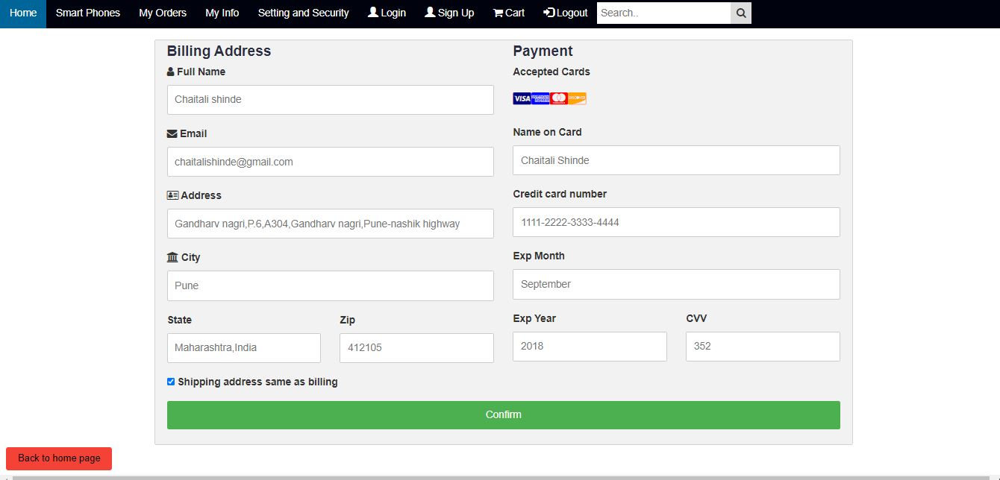 Home Smart Phones My Orders My Info Setting and Security Login Sign Up Cart Logout Search..
Billing Address
Full Name
Chaitali shinde
Email
chaitalishinde@gmail.com
Address
Gandharv nagri,P.6,A304,Gandharv nagri,Pune-nashik highway
City
Pune
State Zip
Maharashtra,India 412105
Shipping address same as billing
Payment
Accepted Cards
VISA AMERICAN EXPRESS DISCOVER
Name on Card
Chaitali Shinde
Credit card number
1111-2222-3333-4444
Exp Month
September
Exp Year CVV
2018 352
Confirm
Back to home page